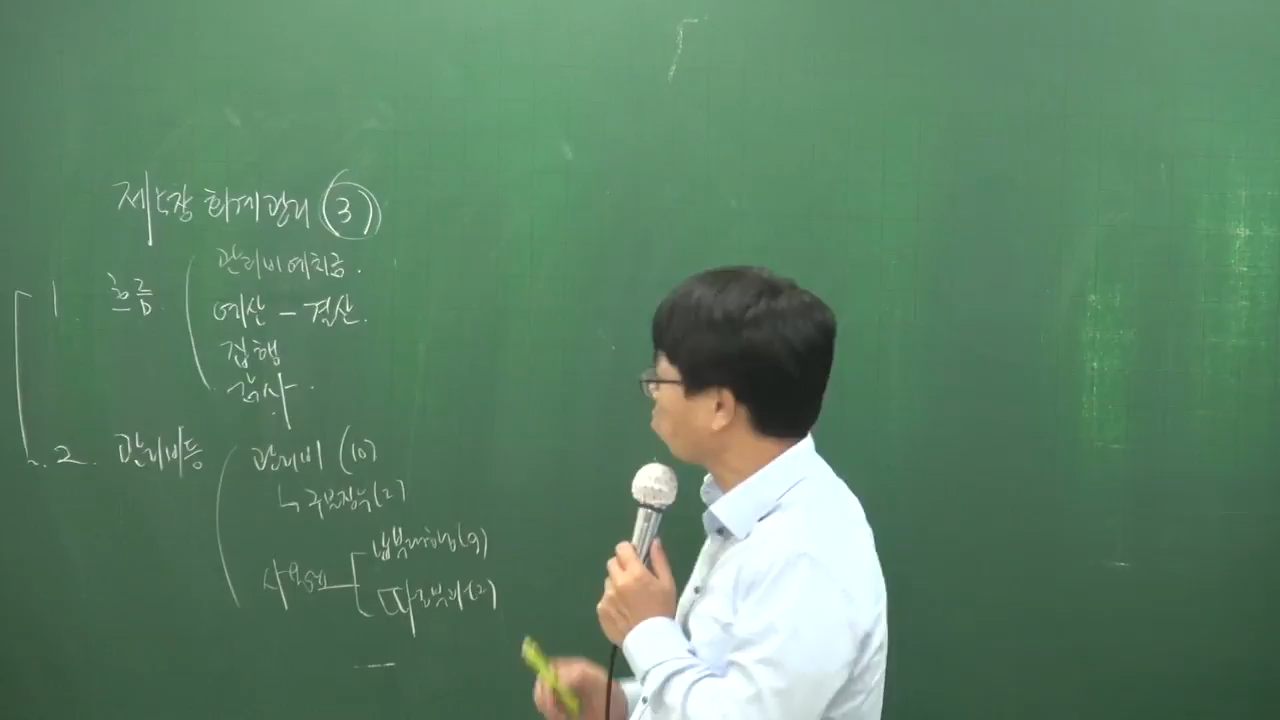 제5장 회계관리 ③
1 흐름
관리비예치금.
예산 - 결산.
집행
감사.
2. 관리비등
관리비 (10)
ㄴ 구분징수(2)
사용료
납부대행(9)
따로부과(2)